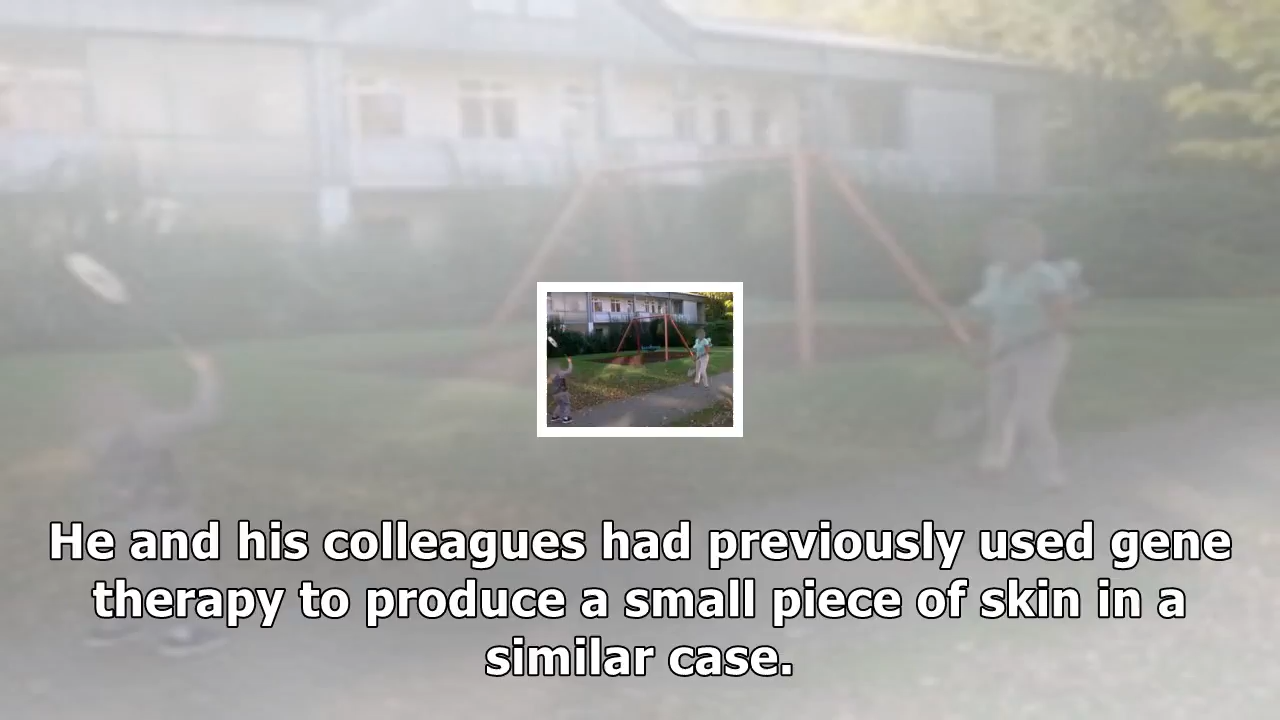 He and his colleagues had previously used gene
therapy to produce a small piece of skin in a
similar case.